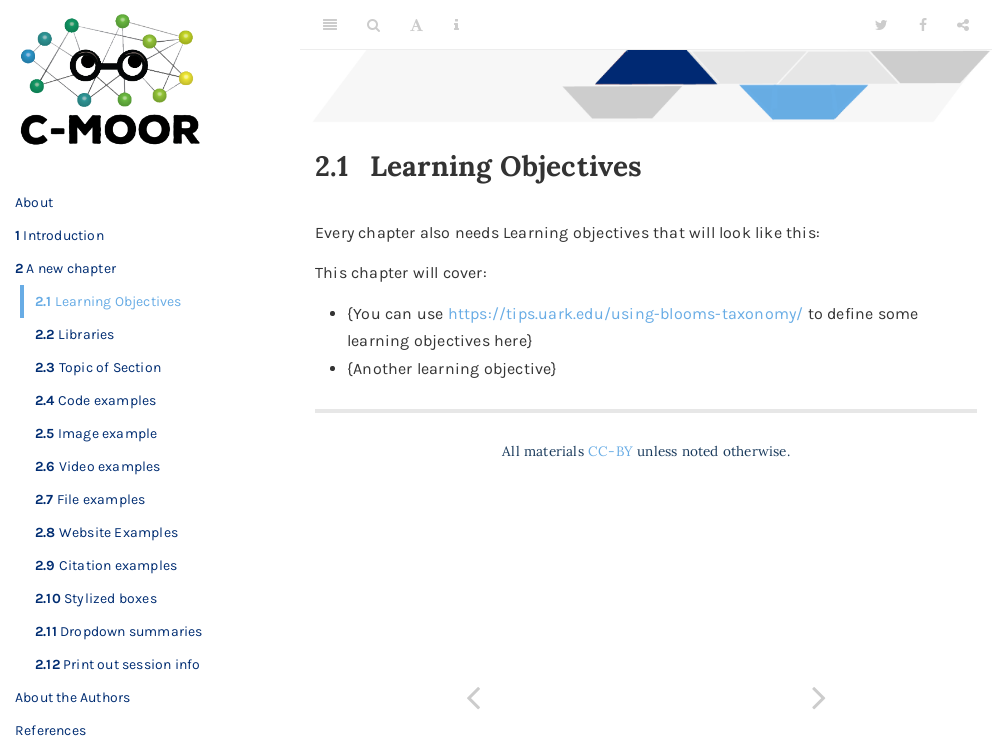 C-MOOR
About
1 Introduction
2 A new chapter
2.1 Learning Objectives
2.2 Libraries
2.3 Topic of Section
2.4 Code examples
2.5 Image example
2.6 Video examples
2.7 File examples
2.8 Website Examples
2.9 Citation examples
2.10 Stylized boxes
2.11 Dropdown summaries
2.12 Print out session info
About the Authors
References
A
2.1 Learning Objectives
Every chapter also needs Learning objectives that will look like this:
This chapter will cover:
• {You can use https://tips.uark.edu/using-blooms-taxonomy/ to define some
learning objectives here}
• {Another learning objective}
All materials CC-BY unless noted otherwise.